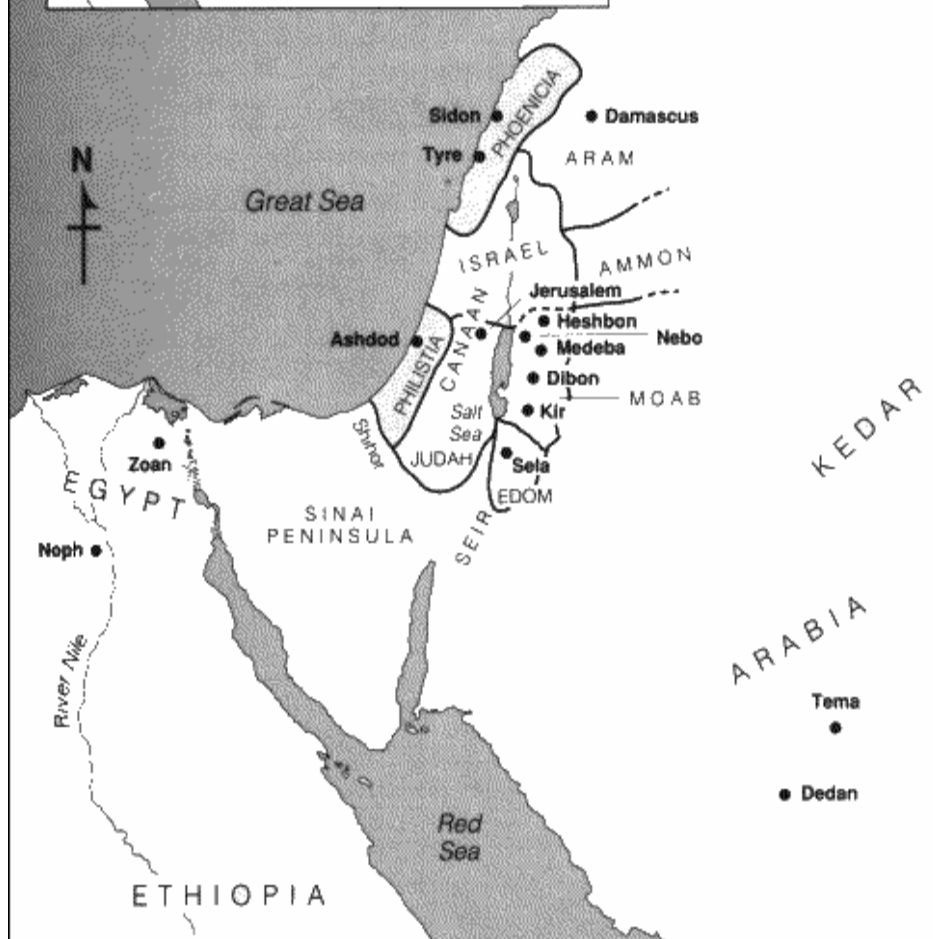 PHOENICIA
Sidon
Damascus
Tyre
ARAM
N
Great Sea
ISRAEL
AMMON
Jerusalem
CANAAN
Heshbon
Ashdod
Nebo
PHILISTIA
Medeba
Dibon
MOAB
KEDAR
Kir
Salt
Sea
Shihor
Zoan
JUDAH
Sela
EGYPT
EDOM
SINAI
PENINSULA
SEIR
Noph
ARABIA
River Nile
Tema
Dedan
Red
Sea
ETHIOPIA